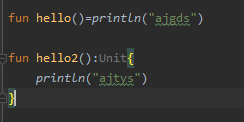 fun hello()=println("ajgds")
fun hello2():Unit{
println("ajtys")
}